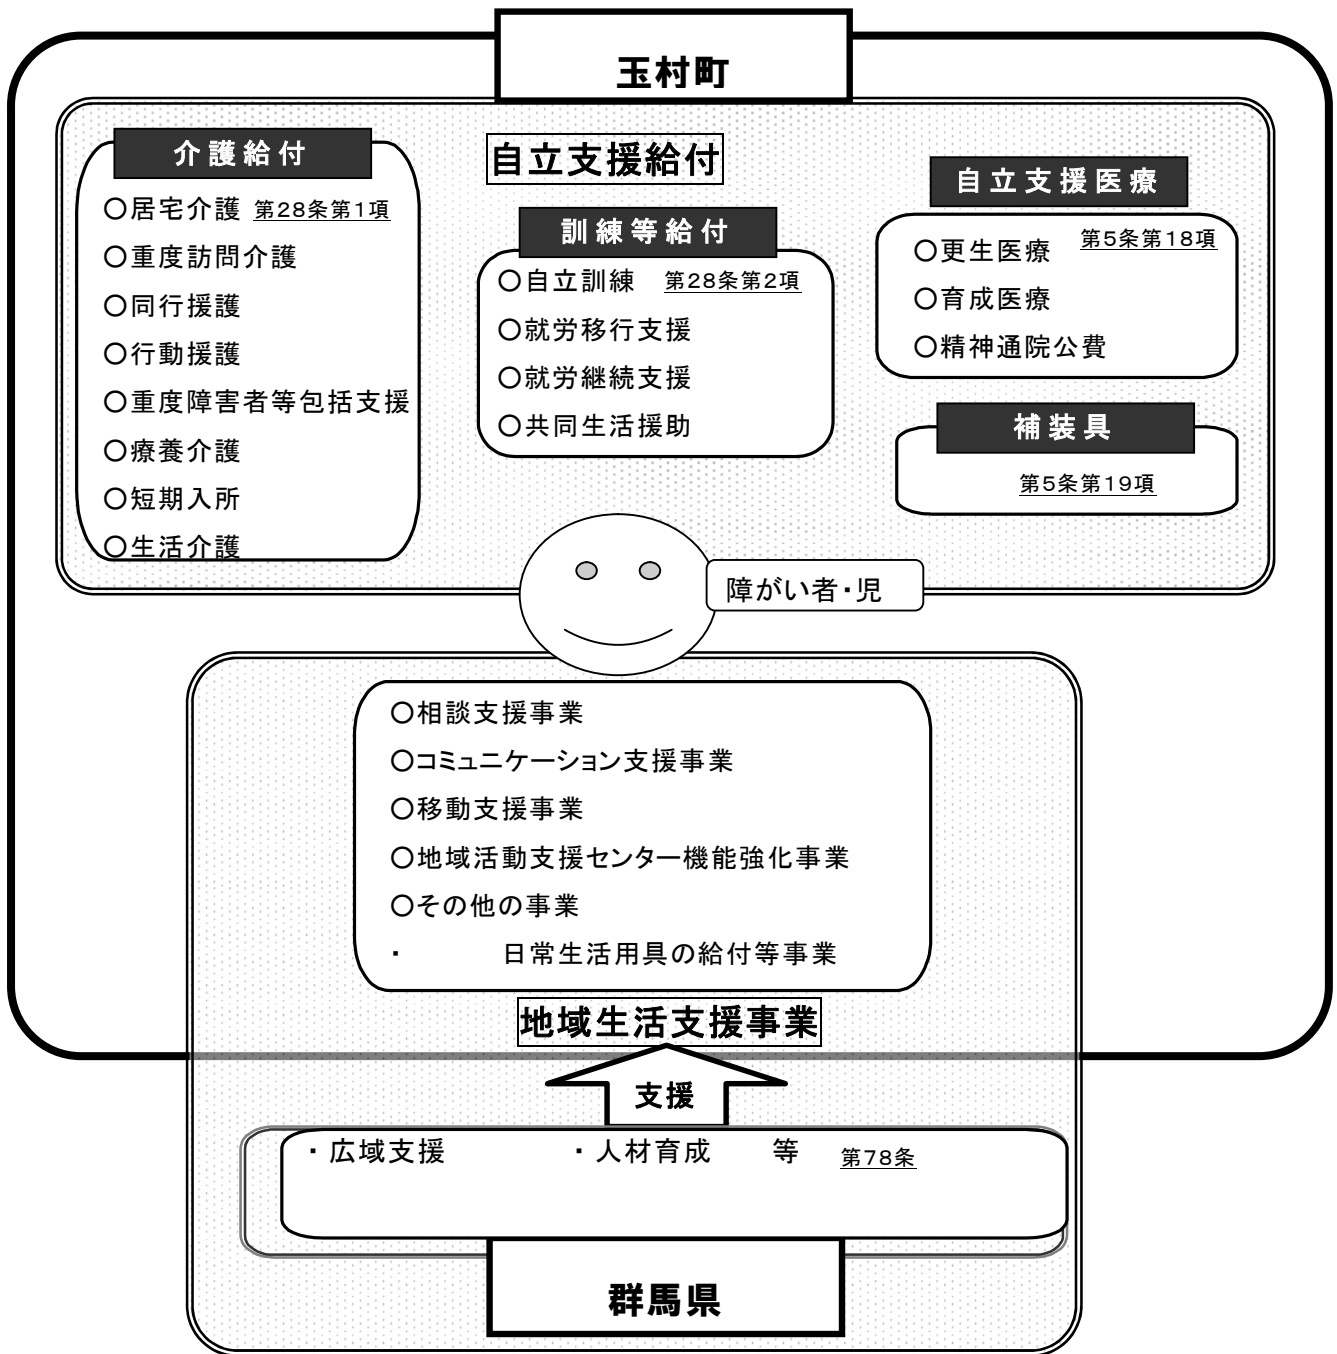 玉村町
自立支援給付
介護給付
○居宅介護 第28条第1項
○重度訪問介護
○同行援護
○行動援護
○重度障害者等包括支援
○療養介護
○短期入所
○生活介護
訓練等給付
○自立訓練 第28条第2項
○就労移行支援
○就労継続支援
○共同生活援助
自立支援医療
○更生医療 第5条第18項
○育成医療
○精神通院公費
補装具
第5条第19項
障がい者・児
○相談支援事業
○コミュニケーション支援事業
○移動支援事業
○地域活動支援センター機能強化事業
○その他の事業
・ 日常生活用具の給付等事業
地域生活支援事業
支援
・広域支援 ・人材育成 等 第78条
群馬県